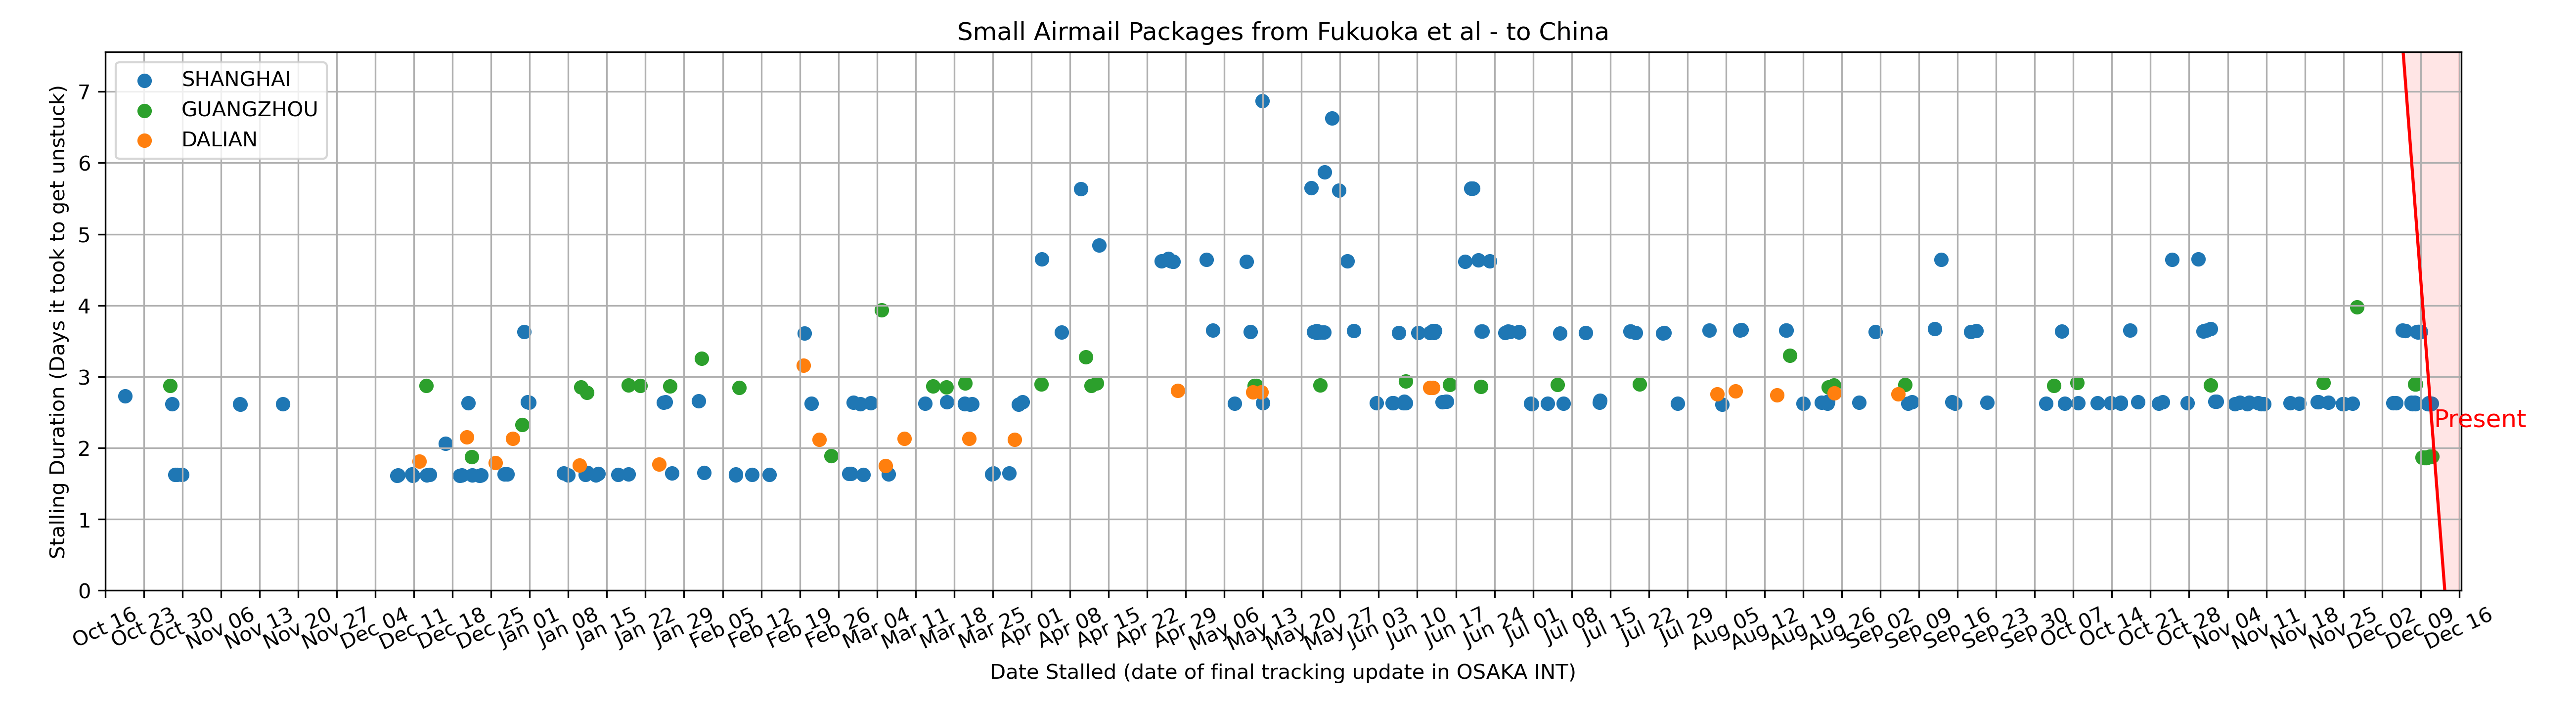 Small Airmail Packages from Fukuoka et al - to China
SHANGHAI
GUANGZHOU
DALIAN
Stalling Duration (Days it took to get unstuck)
7
6
5
4
3
2
1
0
Present
Oct 16
Oct 23
Oct 30
Nov 06
Nov 13
Nov 20
Nov 27
Dec 04
Dec 11
Dec 18
Dec 25
Jan 01
Jan 08
Jan 15
Jan 22
Jan 29
Feb 05
Feb 12
Feb 19
Feb 26
Mar 04
Mar 11
Mar 18
Mar 25
Apr 01
Apr 08
Apr 15
Apr 22
Apr 29
May 06
May 13
May 20
May 27
Jun 03
Jun 10
Jun 17
Jun 24
Jul 01
Jul 08
Jul 15
Jul 22
Jul 29
Aug 05
Aug 12
Aug 19
Aug 26
Sep 02
Sep 09
Sep 16
Sep 23
Sep 30
Oct 07
Oct 14
Oct 21
Oct 28
Nov 04
Nov 11
Nov 18
Nov 25
Dec 02
Dec 09
Dec 16
Date Stalled (date of final tracking update in OSAKA INT)